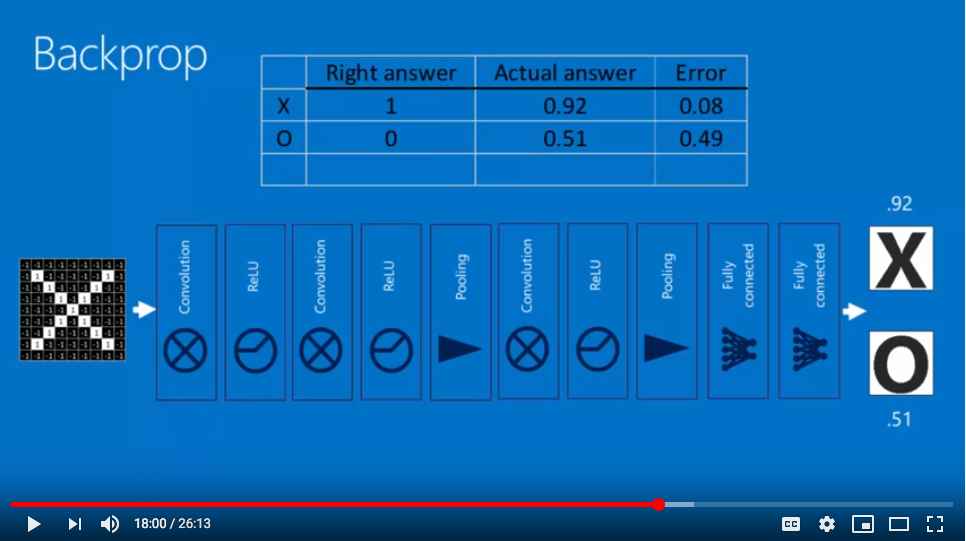 Backprop
Right answer Actual answer Error
X 1 0.92 0.08
O 0 0.51 0.49
.92
Convolution ReLU Convolution ReLU Pooling Convolution ReLU Pooling Fully connected Fully connected
X
O
.51
18:00 / 26:13
CC